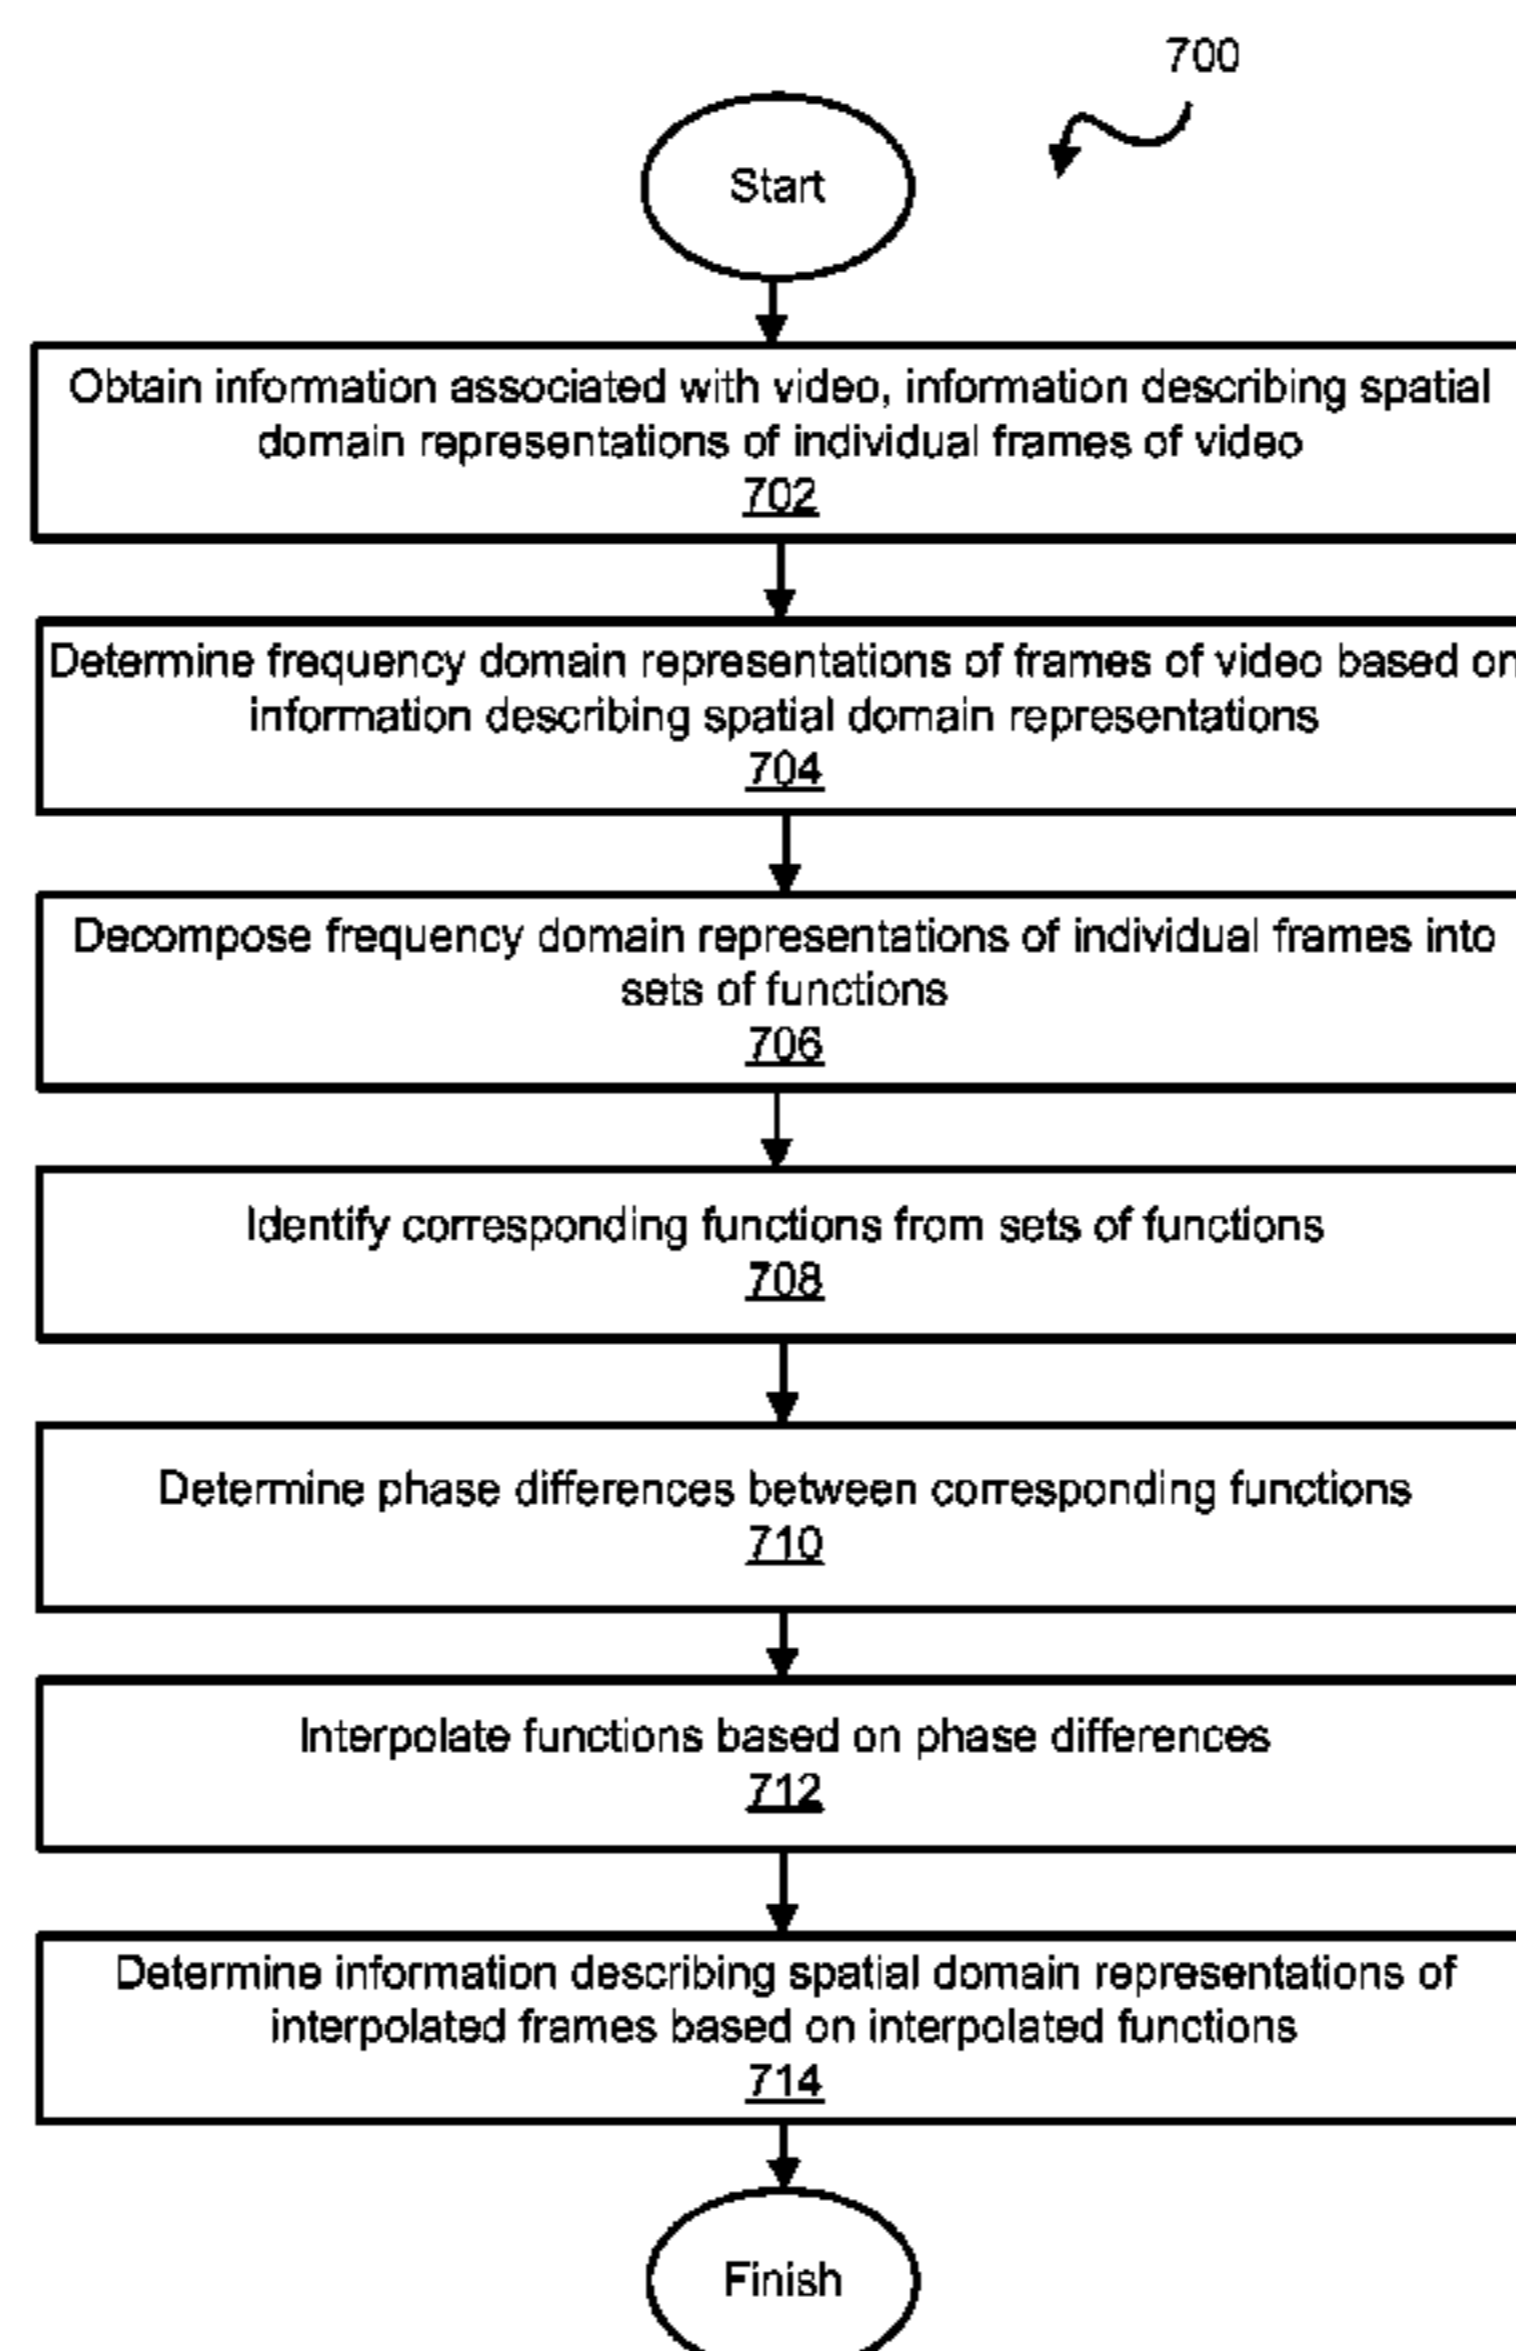 700
Start
Obtain information associated with video, information describing spatial
domain representations of individual frames of video
702
Determine frequency domain representations of frames of video based on
information describing spatial domain representations
704
Decompose frequency domain representations of individual frames into
sets of functions
706
Identify corresponding functions from sets of functions
708
Determine phase differences between corresponding functions
710
Interpolate functions based on phase differences
712
Determine information describing spatial domain representations of
interpolated frames based on interpolated functions
714
Finish